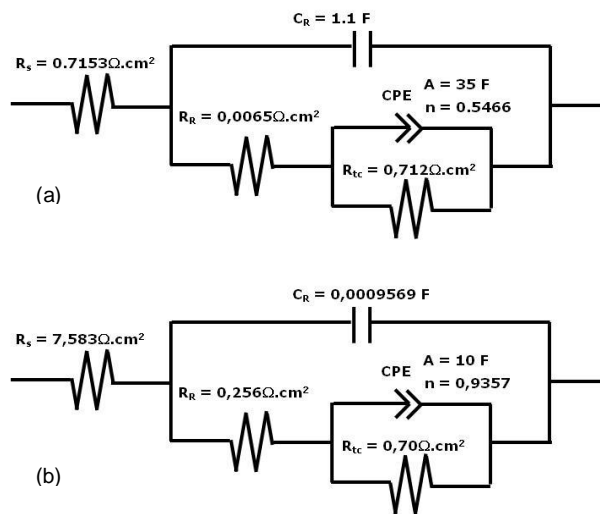 C_R = 1.1 F
R_s = 0.7153Ω.cm²
A = 35 F
CPE
n = 0.5466
R_R = 0,0065Ω.cm²
R_tc = 0,712Ω.cm²
(a)
C_R = 0,0009569 F
R_s = 7,583Ω.cm²
A = 10 F
CPE
n = 0,9357
R_R = 0,256Ω.cm²
R_tc = 0,70Ω.cm²
(b)